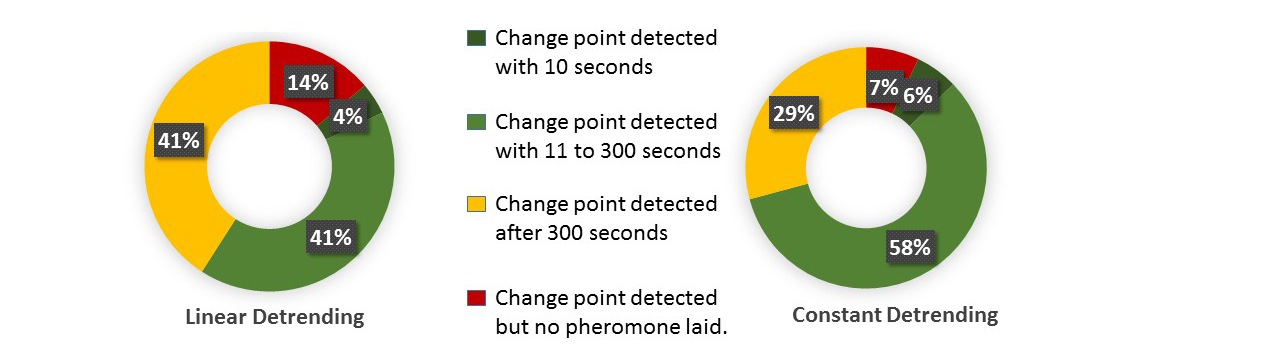 14%
4%
41%
41%
Linear Detrending
Change point detected
with 10 seconds
Change point detected
with 11 to 300 seconds
Change point detected
after 300 seconds
Change point detected
but no pheromone laid.
7%
6%
29%
58%
Constant Detrending